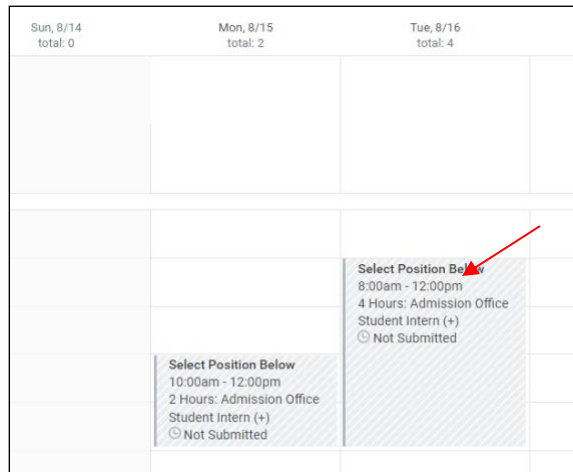 Sun, 8/14
total: 0
Mon, 8/15
total: 2
Tue, 8/16
total: 4
Select Position Below
8:00am - 12:00pm
4 Hours: Admission Office
Student Intern (+)
Not Submitted
Select Position Below
10:00am - 12:00pm
2 Hours: Admission Office
Student Intern (+)
Not Submitted